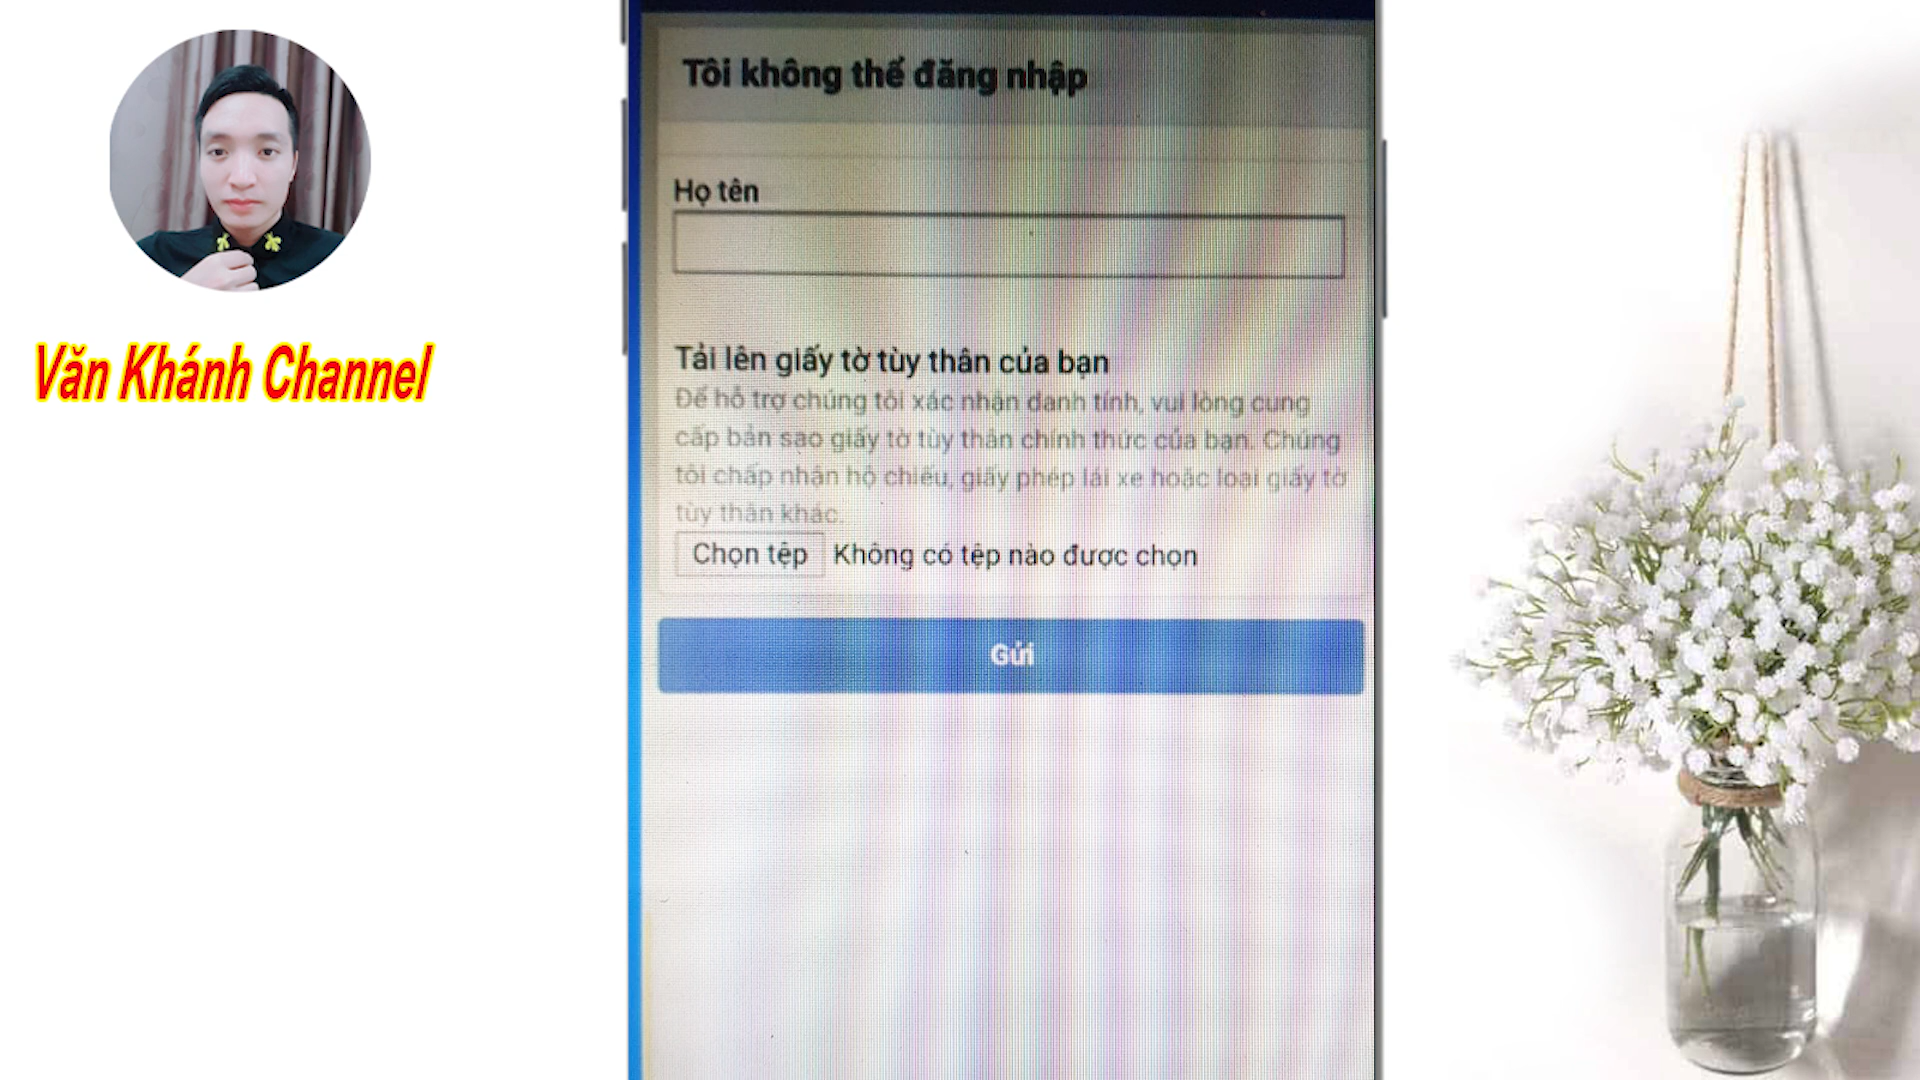 Văn Khánh Channel
Tôi không thể đăng nhập
Họ tên
Tải lên giấy tờ tùy thân của bạn
Để hỗ trợ chúng tôi xác nhận danh tính, vui lòng cung
cấp bản sao giấy tờ tùy thân chính thức của bạn. Chúng
tôi chấp nhận hộ chiếu, giấy phép lái xe hoặc loại giấy tờ
tùy thân khác.
Chọn tệp Không có tệp nào được chọn
Gửi